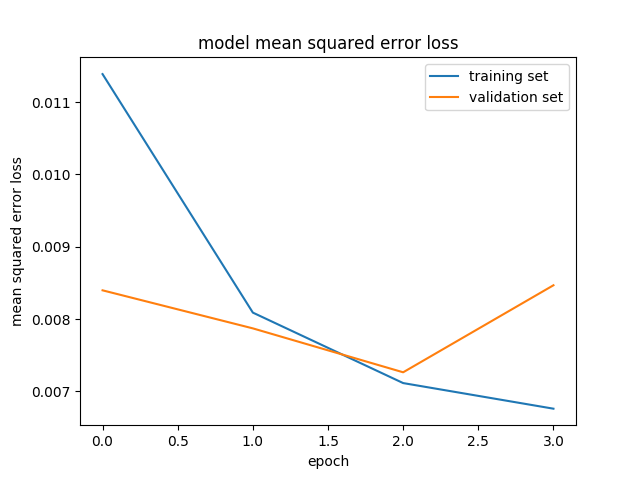 model mean squared error loss
training set
validation set
mean squared error loss
0.011
0.010
0.009
0.008
0.007
0.0 0.5 1.0 1.5 2.0 2.5 3.0
epoch